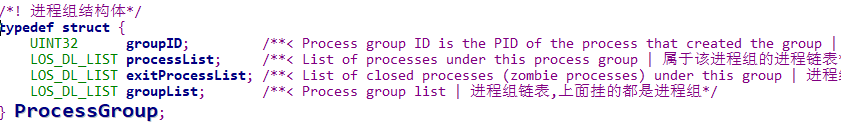 /*! 进程组结构体*/
typedef struct {
UINT32 groupID; /**< Process group ID is the PID of the process that created the group |
LOS_DL_LIST processList; /**< List of processes under this process group | 属于该进程组的进程链表*
LOS_DL_LIST exitProcessList; /**< List of closed processes (zombie processes) under this group | 进程
LOS_DL_LIST groupList; /**< Process group list | 进程组链表,上面挂的都是进程组*/
} ProcessGroup;